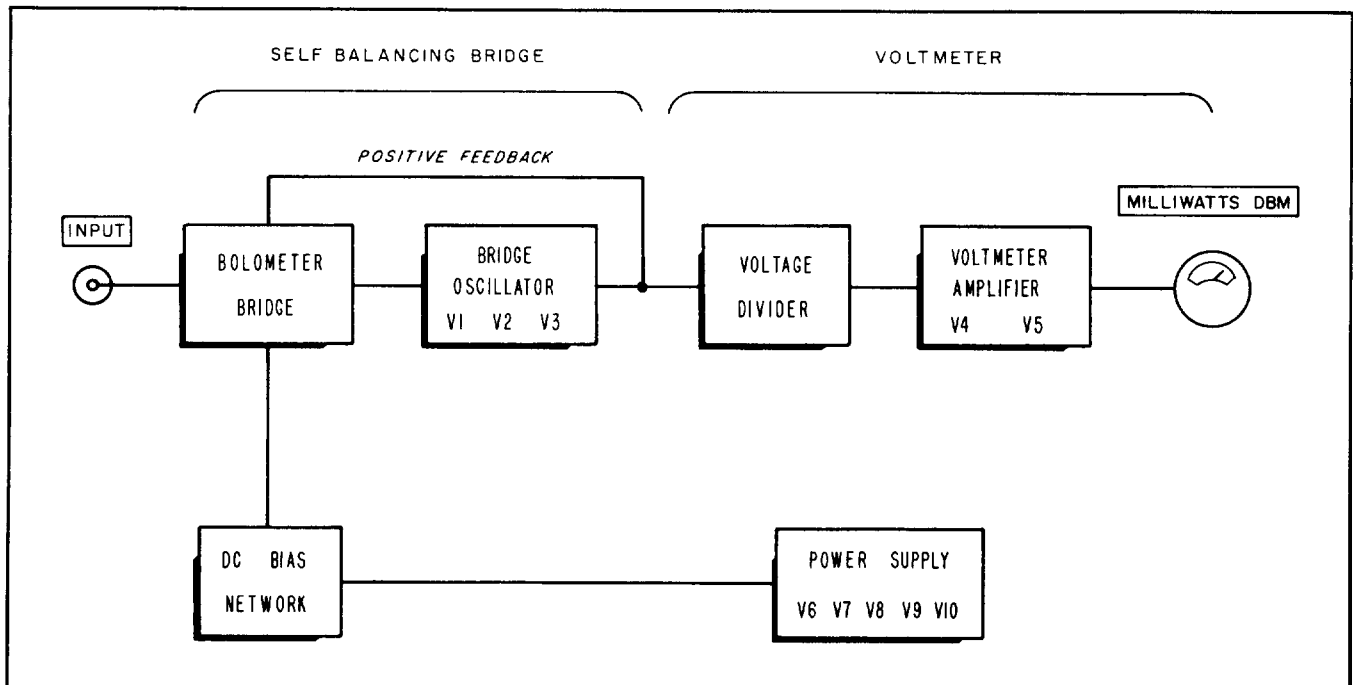 SELF BALANCING BRIDGE
VOLTMETER
POSITIVE FEEDBACK
MILLIWATTS DBM
INPUT
BOLOMETER
BRIDGE
BRIDGE
OSCILLATOR
V1 V2 V3
VOLTAGE
DIVIDER
VOLTMETER
AMPLIFIER
V4 V5
DC BIAS
NETWORK
POWER SUPPLY
V6 V7 V8 V9 V10